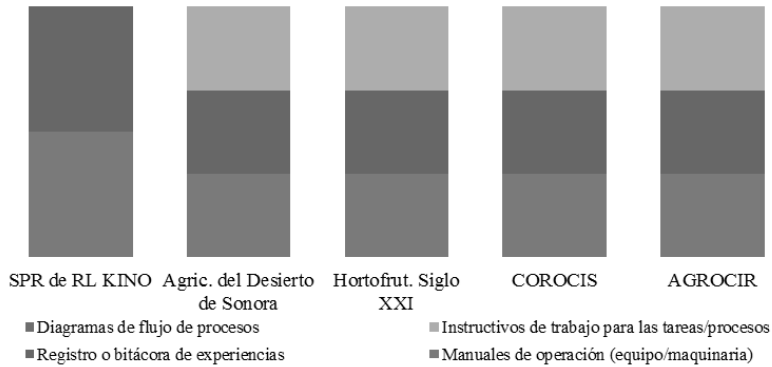 SPR de RL KINO
Agric. del Desierto
de Sonora
Hortofrut. Siglo
XXI
COROCIS
AGROCIR
Diagramas de flujo de procesos
Instructivos de trabajo para las tareas/procesos
Registro o bitácora de experiencias
Manuales de operación (equipo/maquinaria)